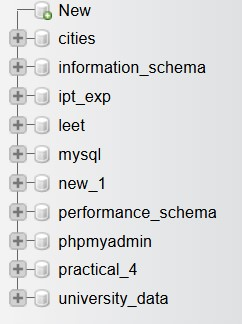 New
cities
information_schema
ipt_exp
leet
mysql
new_1
performance_schema
phpmyadmin
practical_4
university_data